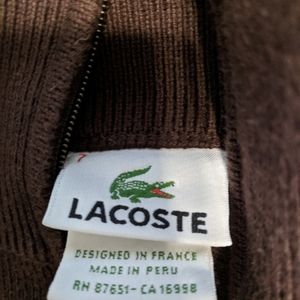 7
LACOSTE
DESIGNED IN FRANCE
MADE IN PERU
RN 87651 - CA 16998